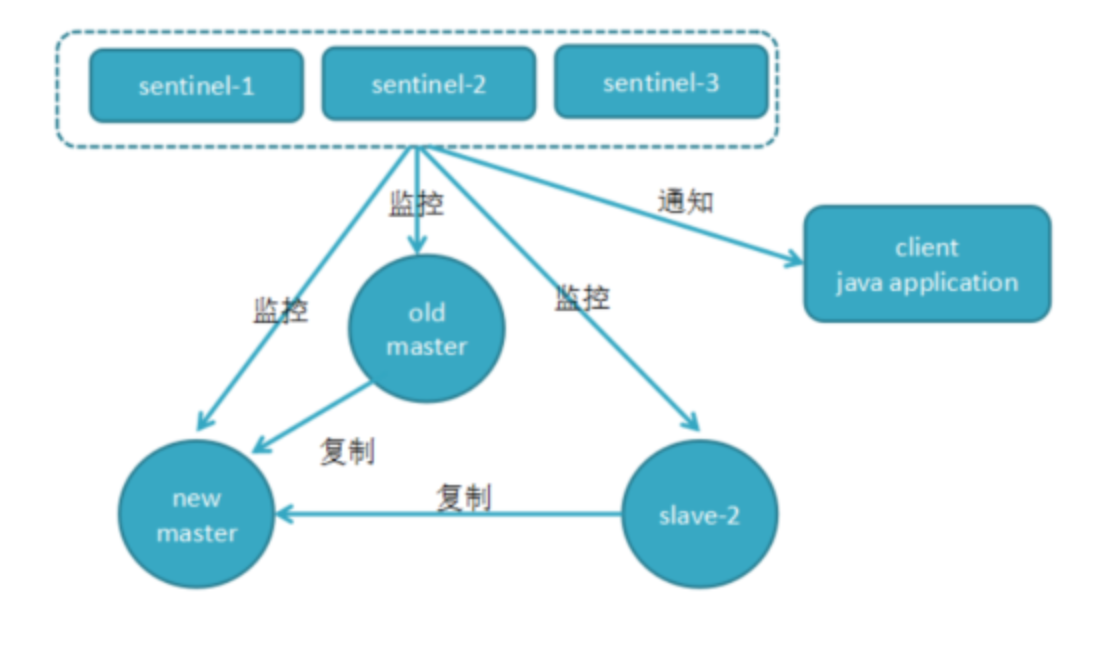 sentinel-1
sentinel-2
sentinel-3
监控
通知
client
java application
监控
监控
old
master
复制
复制
new
master
slave-2